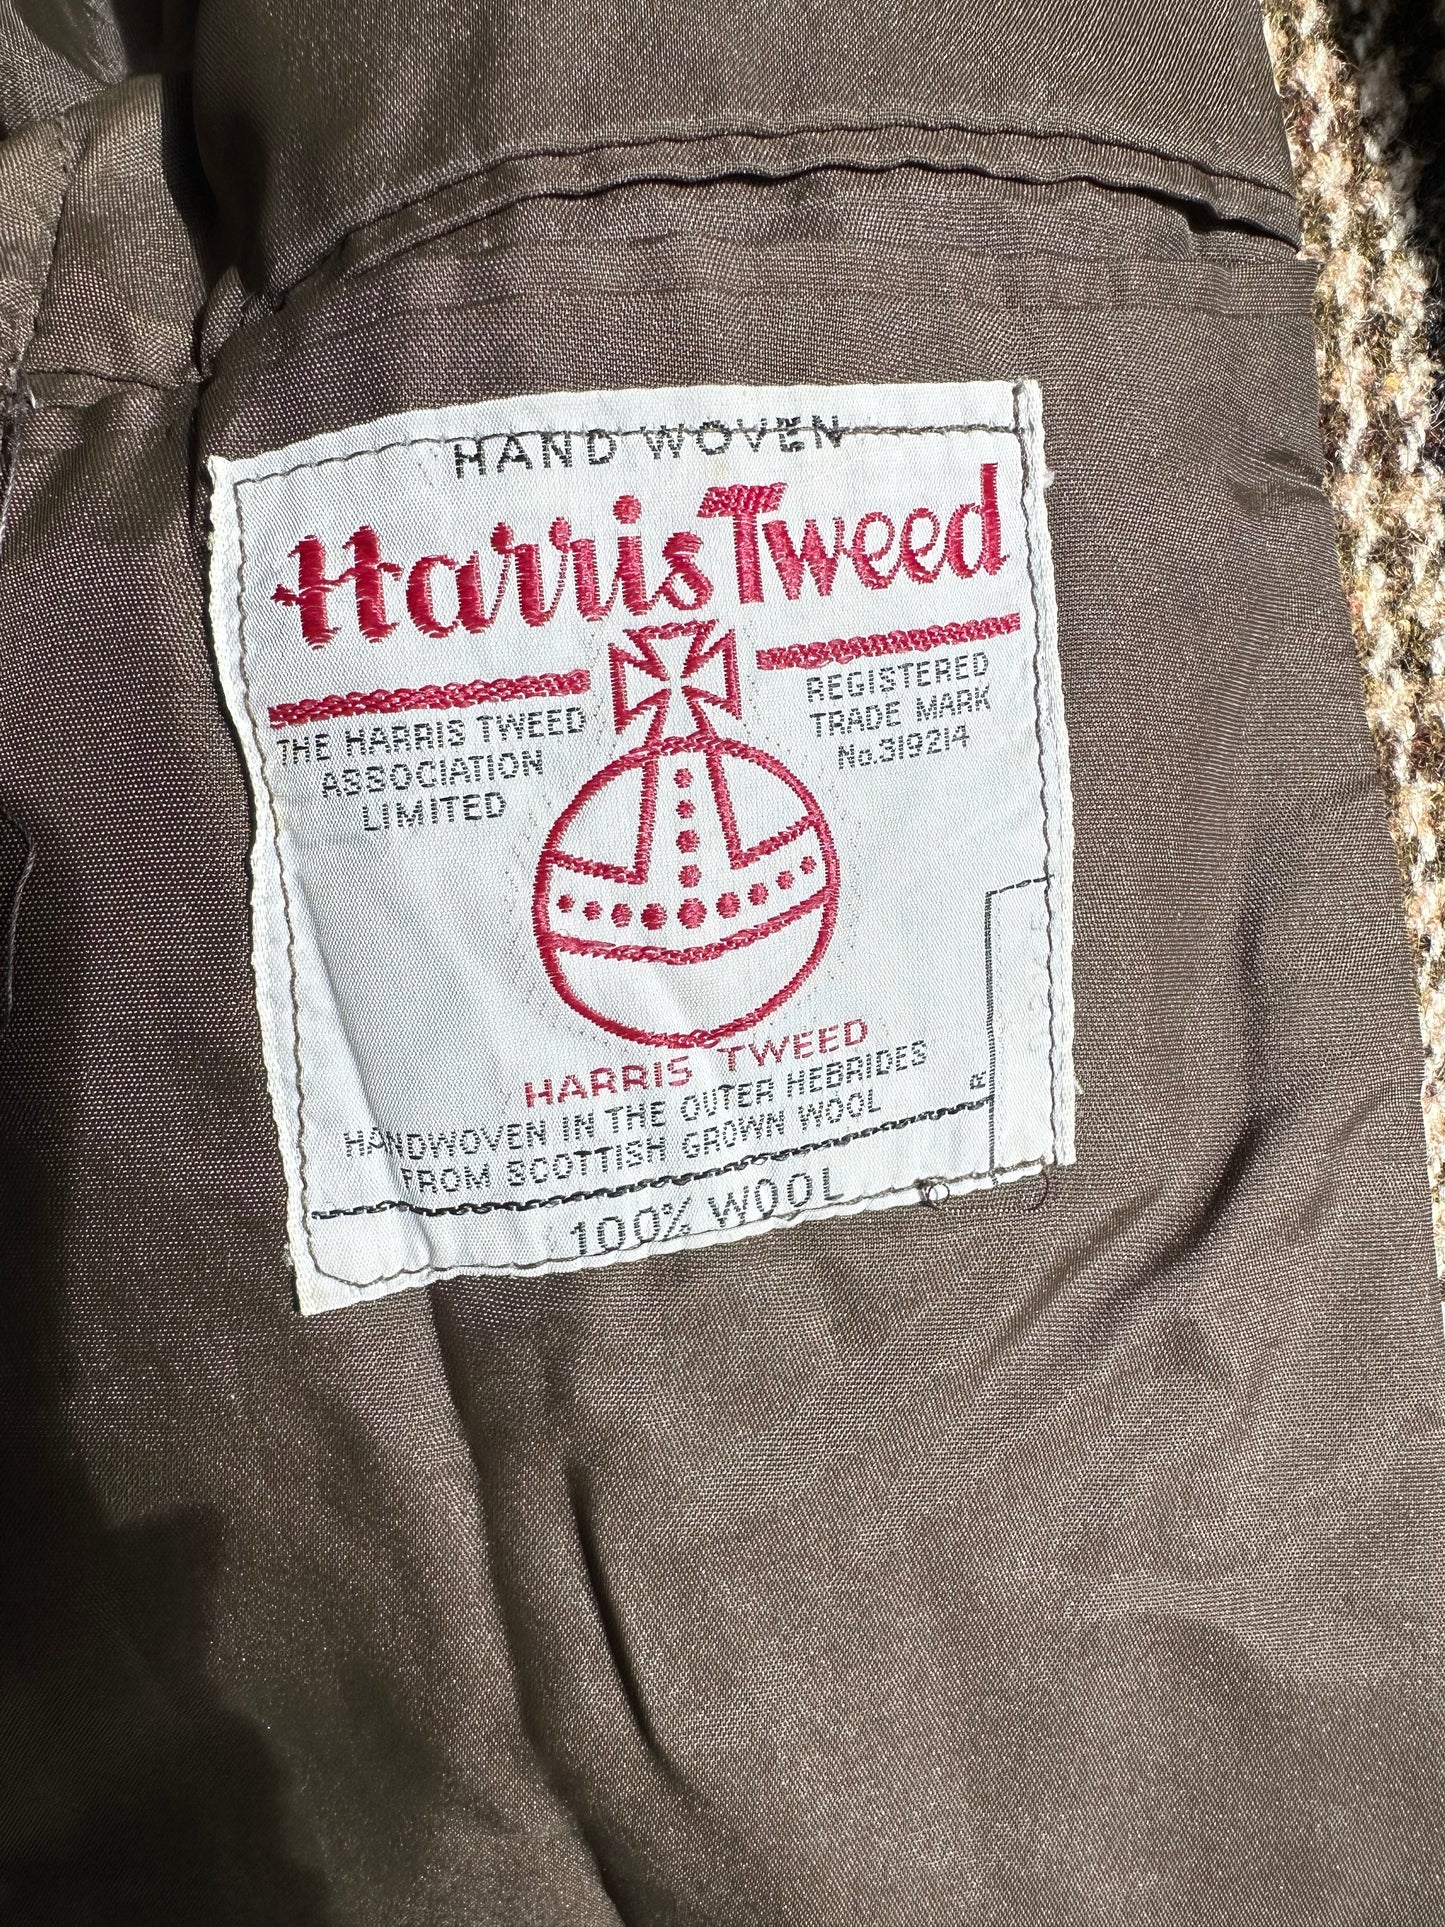 HAND WOVEN
Harris Tweed
THE HARRIS TWEED
ASSOCIATION
LIMITED
REGISTERED
TRADE MARK
No.319214
HARRIS TWEED
HANDWOVEN IN THE OUTER HEBRIDES
FROM SCOTTISH GROWN WOOL
R
100% WOOL